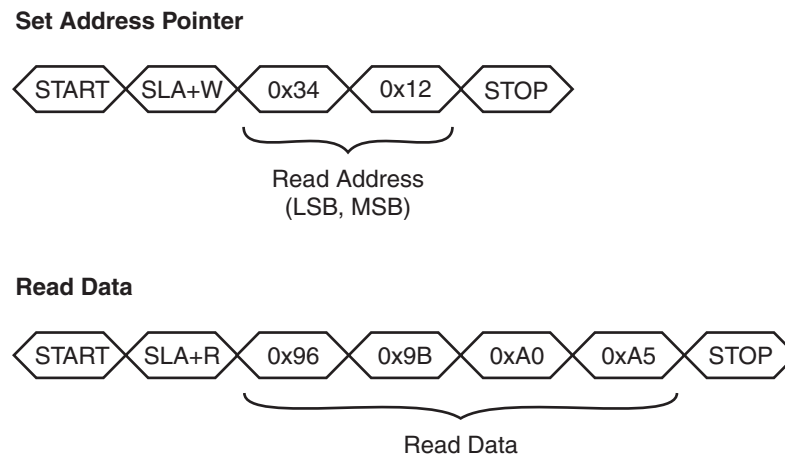 Set Address Pointer
START SLA+W 0x34 0x12 STOP
Read Address
(LSB, MSB)
Read Data
START SLA+R 0x96 0x9B 0xA0 0xA5 STOP
Read Data